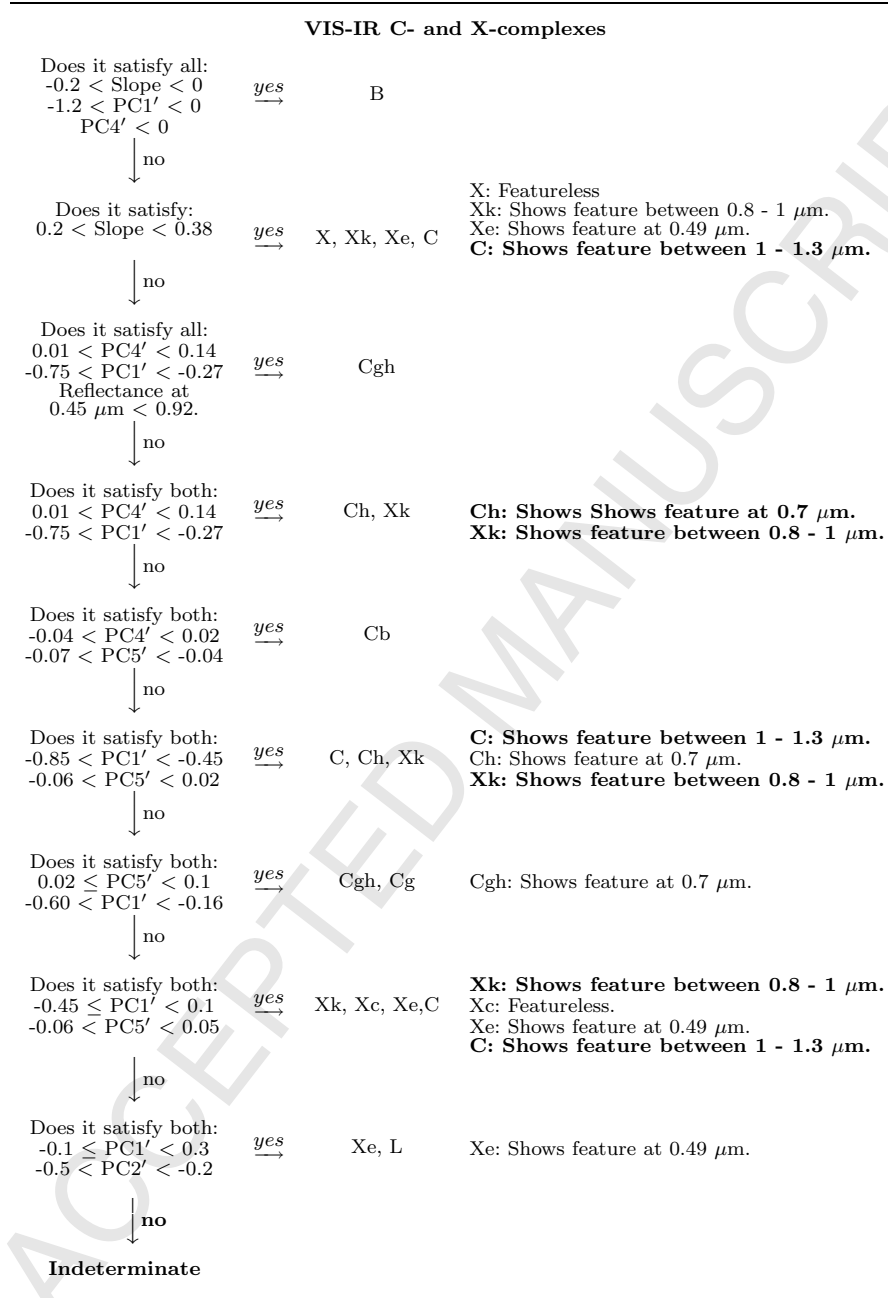 VIS-IR C- and X-complexes
Does it satisfy all:
-0.2 < Slope < 0
-1.2 < PC1′ < 0
PC4′ < 0
yes
→
B
no
Does it satisfy:
0.2 < Slope < 0.38
yes
→
X, Xk, Xe, C
X: Featureless
Xk: Shows feature between 0.8 - 1 μm.
Xe: Shows feature at 0.49 μm.
C: Shows feature between 1 - 1.3 μm.
no
Does it satisfy all:
0.01 < PC4′ < 0.14
-0.75 < PC1′ < -0.27
Reflectance at
0.45 μm < 0.92.
yes
→
Cgh
no
Does it satisfy both:
0.01 < PC4′ < 0.14
-0.75 < PC1′ < -0.27
yes
→
Ch, Xk
Ch: Shows Shows feature at 0.7 μm.
Xk: Shows feature between 0.8 - 1 μm.
no
Does it satisfy both:
-0.04 < PC4′ < 0.02
-0.07 < PC5′ < -0.04
yes
→
Cb
no
Does it satisfy both:
-0.85 < PC1′ < -0.45
-0.06 < PC5′ < 0.02
yes
→
C, Ch, Xk
C: Shows feature between 1 - 1.3 μm.
Ch: Shows feature at 0.7 μm.
Xk: Shows feature between 0.8 - 1 μm.
no
Does it satisfy both:
0.02 ≤ PC5′ < 0.1
-0.60 < PC1′ < -0.16
yes
→
Cgh, Cg
Cgh: Shows feature at 0.7 μm.
no
Does it satisfy both:
-0.45 ≤ PC1′ < 0.1
-0.06 < PC5′ < 0.05
yes
→
Xk, Xc, Xe,C
Xk: Shows feature between 0.8 - 1 μm.
Xc: Featureless.
Xe: Shows feature at 0.49 μm.
C: Shows feature between 1 - 1.3 μm.
no
Does it satisfy both:
-0.1 ≤ PC1′ < 0.3
-0.5 < PC2′ < -0.2
yes
→
Xe, L
Xe: Shows feature at 0.49 μm.
no
Indeterminate
ACCEPTED MANUSCRI